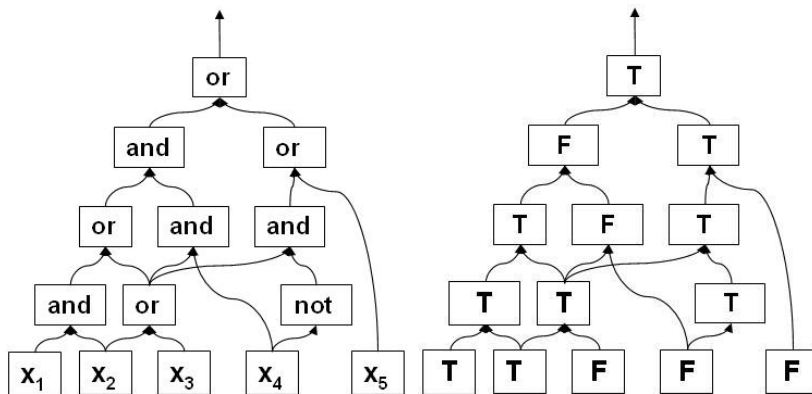 or T
and or F T
or and and T F T
and or not T T T
X1 X2 X3 X4 X5 T T F F F